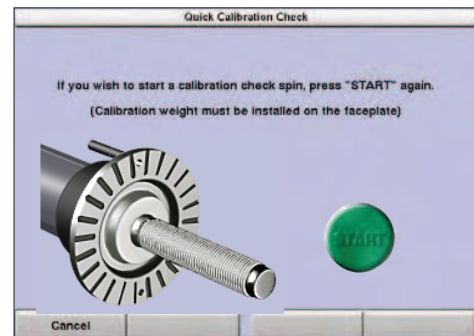 Quick Calibration Check
If you wish to start a calibration check spin, press "START" again.
(Calibration weight must be installed on the faceplate)
START
Cancel